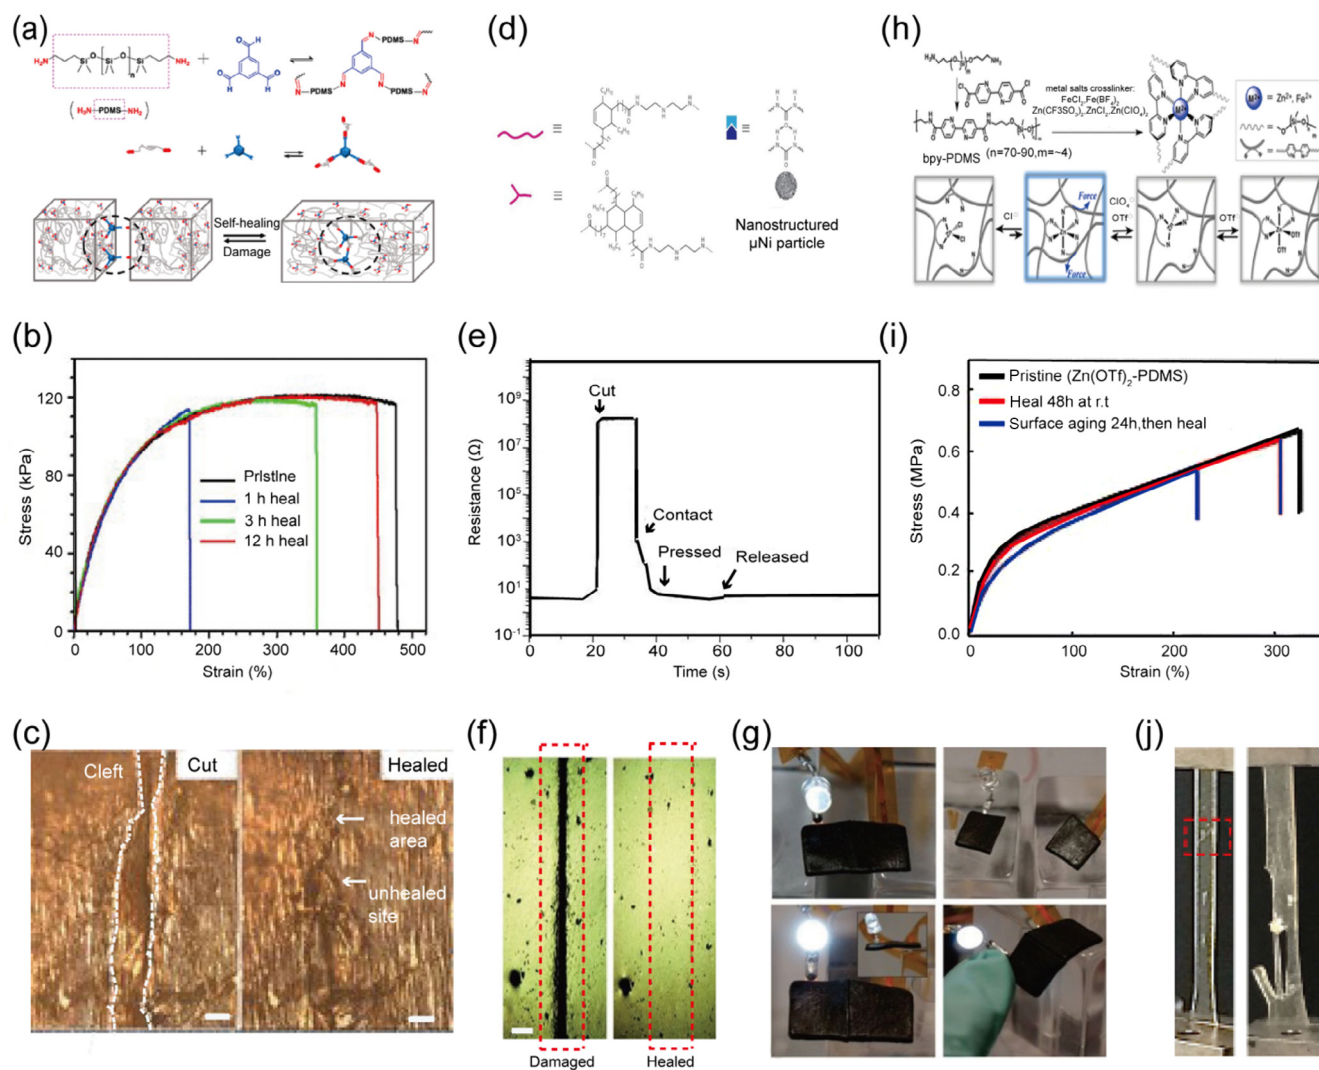 (a)
H₂N
NH₂
PDMS
(H₂N-PDMS-NH₂)
Self-healing
Damage
(d)
Nanostructured
μNi particle
(h)
metal salts crosslinker:
FeCl₂,Fe(BF₄)₂
Zn(CF3SO₃)₂,ZnCl₂,Zn(ClO₄)₂
= Zn²⁺, Fe²⁺
bpy-PDMS
(n=70-90,m=~4)
Force
Force
Cl
ClO₄
OTf
OTf
(b)
Stress (kPa)
120
80
40
0
Pristine
1 h heal
3 h heal
12 h heal
0 100 200 300 400 500
Strain (%)
(e)
Resistance (Ω)
10⁹
10⁷
10⁵
10³
10¹
10⁻¹
Cut
Contact
Pressed
Released
0 20 40 60 80 100
Time (s)
(i)
Stress (MPa)
0.8
0.6
0.4
0.2
0.0
Pristine (Zn(OTf)₂-PDMS)
Heal 48h at r.t
Surface aging 24h,then heal
0 100 200 300
Strain (%)
(c)
Cleft
Cut
Healed
healed
area
unhealed
site
(f)
Damaged
Healed
(g)
(j)